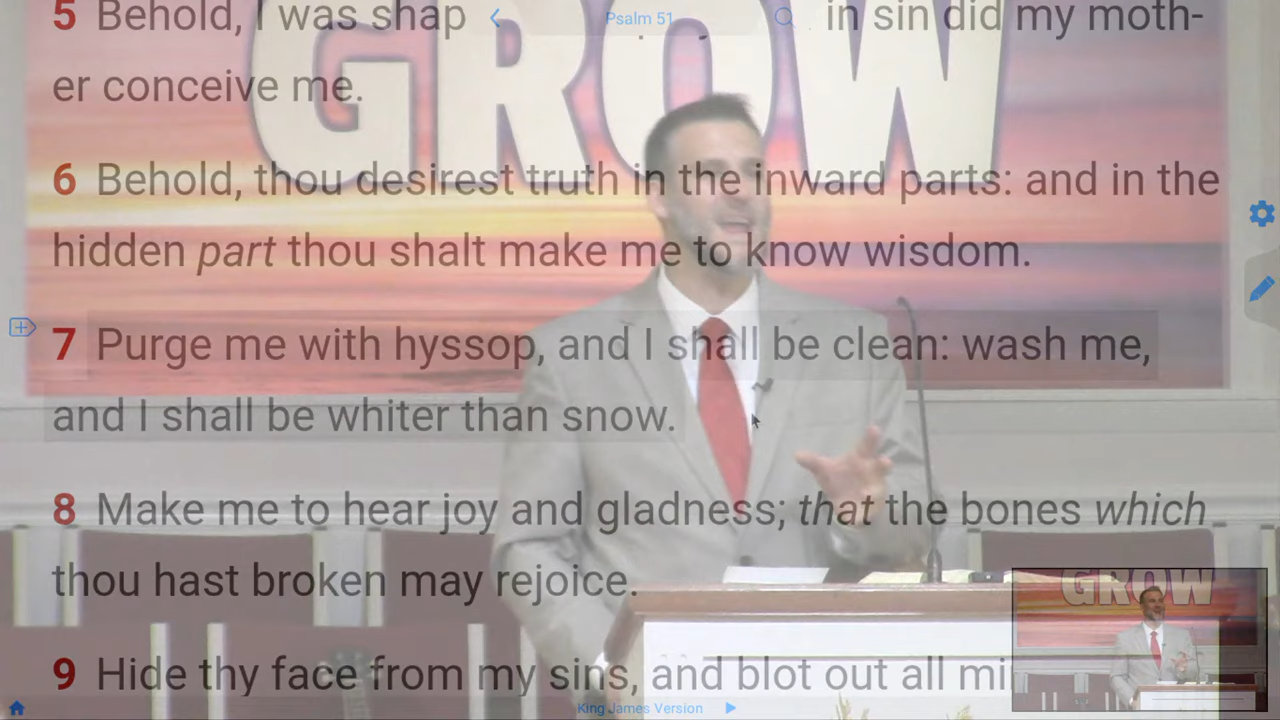 GROW
Psalm 51
5 Behold, I was shap in sin did my moth-
er conceive me.
6 Behold, thou desirest truth in the inward parts: and in the
hidden part thou shalt make me to know wisdom.
7 Purge me with hyssop, and I shall be clean: wash me,
and I shall be whiter than snow.
8 Make me to hear joy and gladness; that the bones which
thou hast broken may rejoice.
9 Hide thy face from my sins, and blot out all
GROW
King James Version